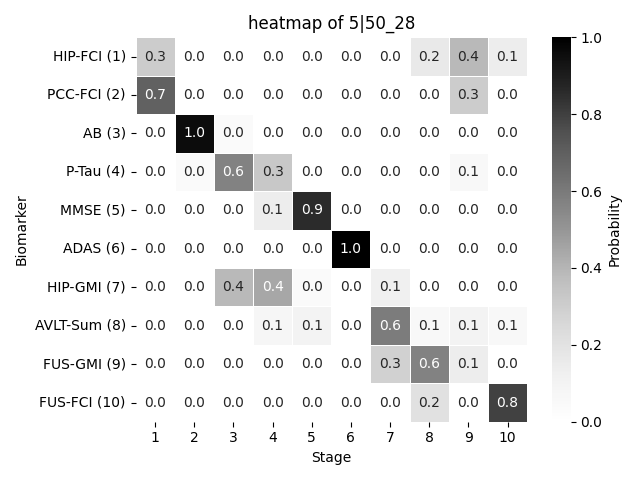 heatmap of 5|50_28
HIP-FCI (1) 0.3 0.0 0.0 0.0 0.0 0.0 0.0 0.2 0.4 0.1
PCC-FCI (2) 0.7 0.0 0.0 0.0 0.0 0.0 0.0 0.0 0.3 0.0
AB (3) 0.0 1.0 0.0 0.0 0.0 0.0 0.0 0.0 0.0 0.0
P-Tau (4) 0.0 0.0 0.6 0.3 0.0 0.0 0.0 0.0 0.1 0.0
MMSE (5) 0.0 0.0 0.0 0.1 0.9 0.0 0.0 0.0 0.0 0.0
ADAS (6) 0.0 0.0 0.0 0.0 0.0 1.0 0.0 0.0 0.0 0.0
HIP-GMI (7) 0.0 0.0 0.4 0.4 0.0 0.0 0.1 0.0 0.0 0.0
AVLT-Sum (8) 0.0 0.0 0.0 0.1 0.1 0.0 0.6 0.1 0.1 0.1
FUS-GMI (9) 0.0 0.0 0.0 0.0 0.0 0.0 0.3 0.6 0.1 0.0
FUS-FCI (10) 0.0 0.0 0.0 0.0 0.0 0.0 0.0 0.2 0.0 0.8
1 2 3 4 5 6 7 8 9 10
Stage
Biomarker
1.0
0.8
0.6
0.4
0.2
0.0
Probability